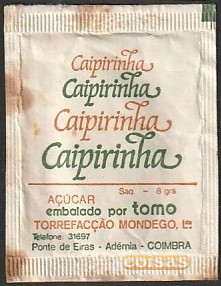 Caipirinha
Caipirinha
Caipirinha
Caipirinha
Saq. - 8 grs
AÇÚCAR
embalado por tomo
TORREFACÇÃO MONDEGO, Lda
Telefone: 31697
Ponte de Eiras - Adémia - COIMBRA
coisas